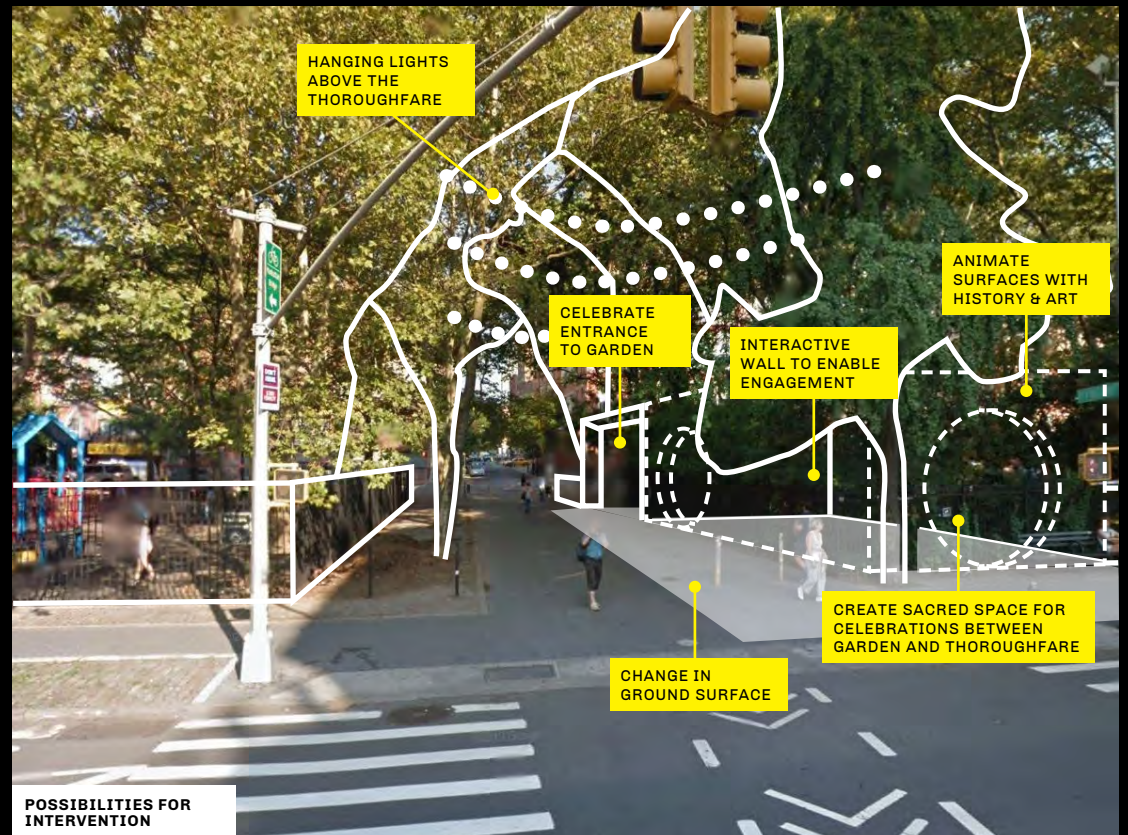 HANGING LIGHTS
ABOVE THE
THOROUGHFARE
ANIMATE
SURFACES WITH
HISTORY & ART
CELEBRATE
ENTRANCE
TO GARDEN
INTERACTIVE
WALL TO ENABLE
ENGAGEMENT
CREATE SACRED SPACE FOR
CELEBRATIONS BETWEEN
GARDEN AND THOROUGHFARE
CHANGE IN
GROUND SURFACE
POSSIBILITIES FOR
INTERVENTION